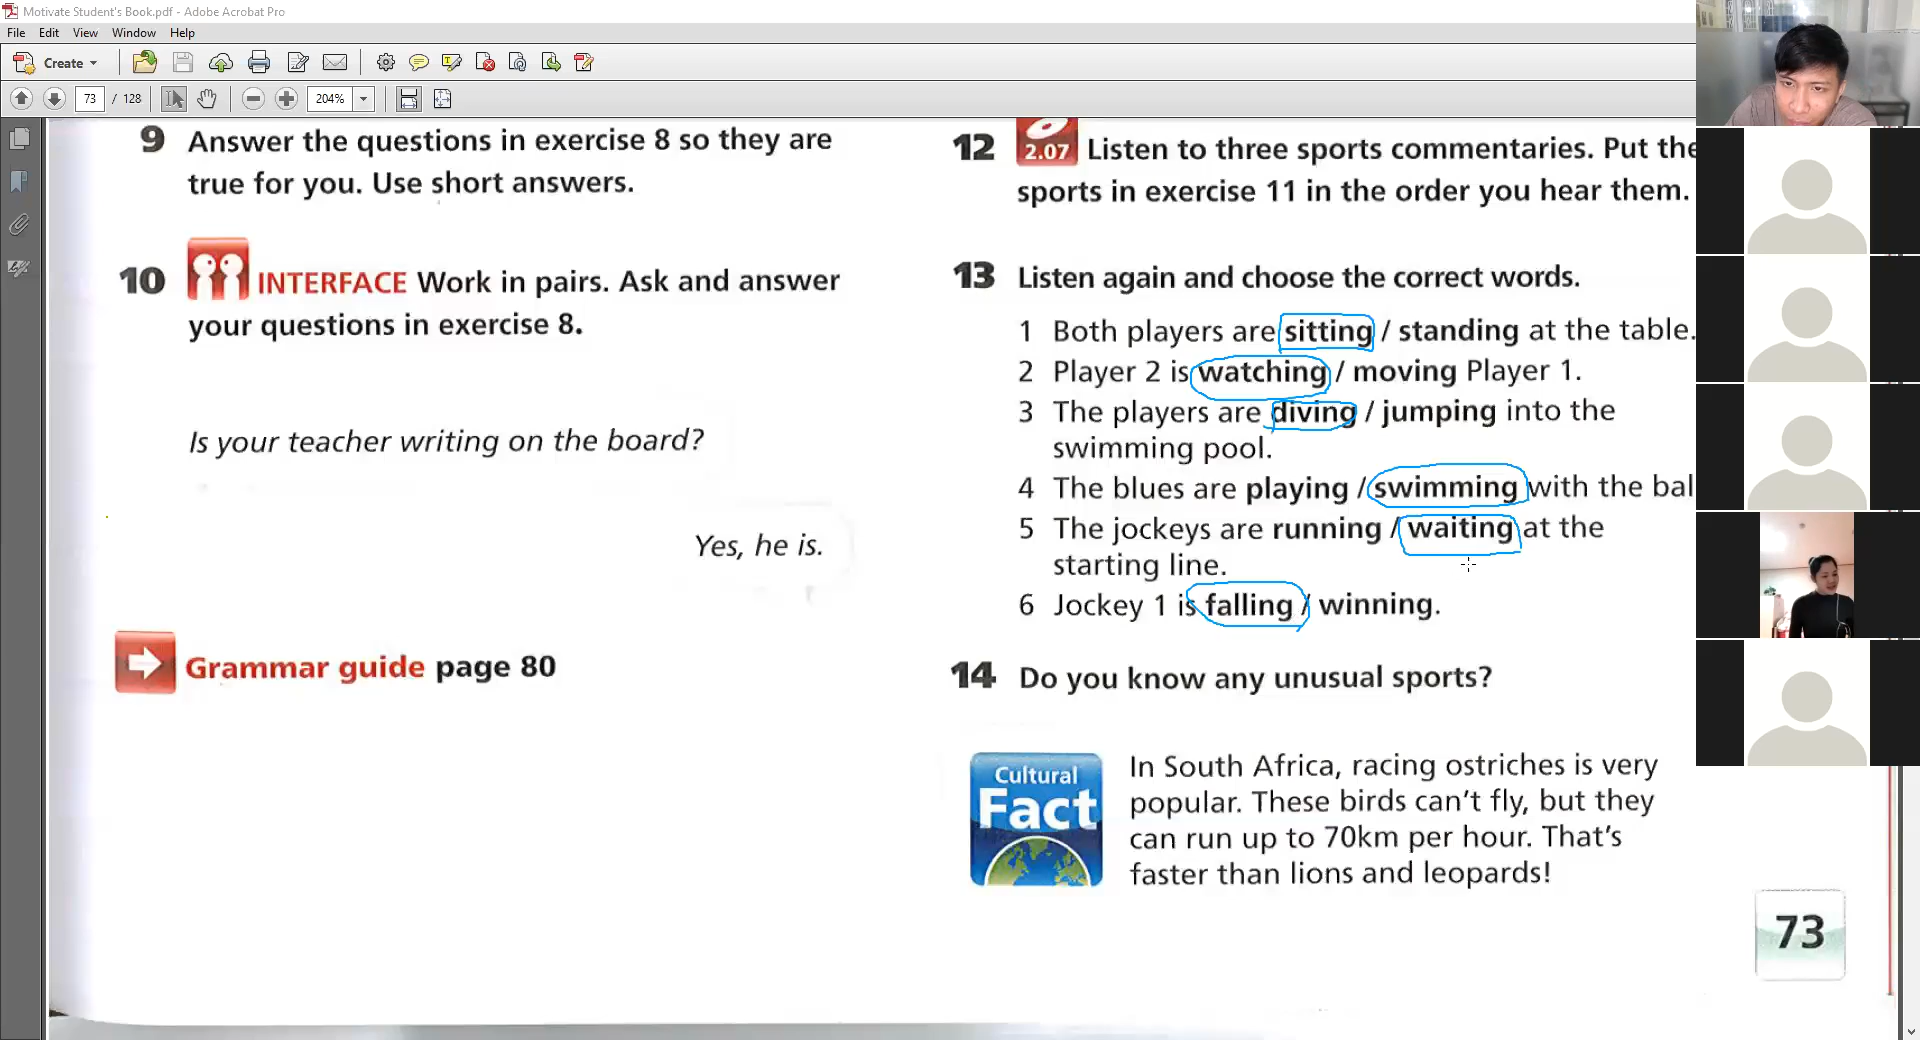 Motivate Student's Book.pdf - Adobe Acrobat Pro
File Edit View Window Help
Create
73 / 128 204%
9 Answer the questions in exercise 8 so they are
true for you. Use short answers.
10 INTERFACE Work in pairs. Ask and answer
your questions in exercise 8.
Is your teacher writing on the board?
Yes, he is.
Grammar guide page 80
12 2.07 Listen to three sports commentaries. Put the
sports in exercise 11 in the order you hear them.
13 Listen again and choose the correct words.
1 Both players are sitting / standing at the table.
2 Player 2 is watching / moving Player 1.
3 The players are diving / jumping into the
swimming pool.
4 The blues are playing / swimming with the bal
5 The jockeys are running / waiting at the
starting line.
6 Jockey 1 is falling / winning.
14 Do you know any unusual sports?
Cultural
Fact
In South Africa, racing ostriches is very
popular. These birds can't fly, but they
can run up to 70km per hour. That's
faster than lions and leopards!
73